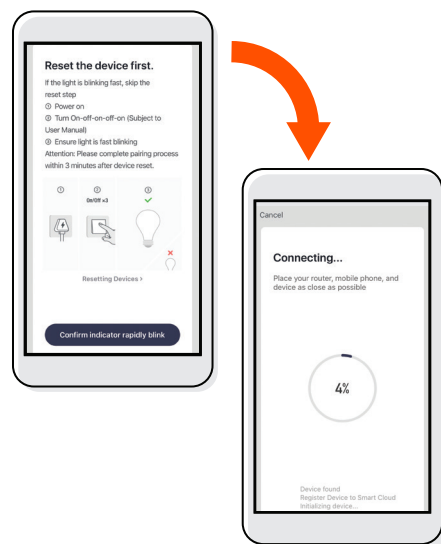 Reset the device first.
If the light is blinking fast, skip the
reset step
① Power on
② Turn On-off-on-off-on (Subject to
User Manual)
③ Ensure light is fast blinking
Attention: Please complete pairing process
within 3 minutes after device reset.
① ② ③
On/Off ×3
Resetting Devices >
Confirm indicator rapidly blink
Cancel
Connecting...
Place your router, mobile phone, and
device as close as possible
4%
Device found
Register Device to Smart Cloud
Initializing device...